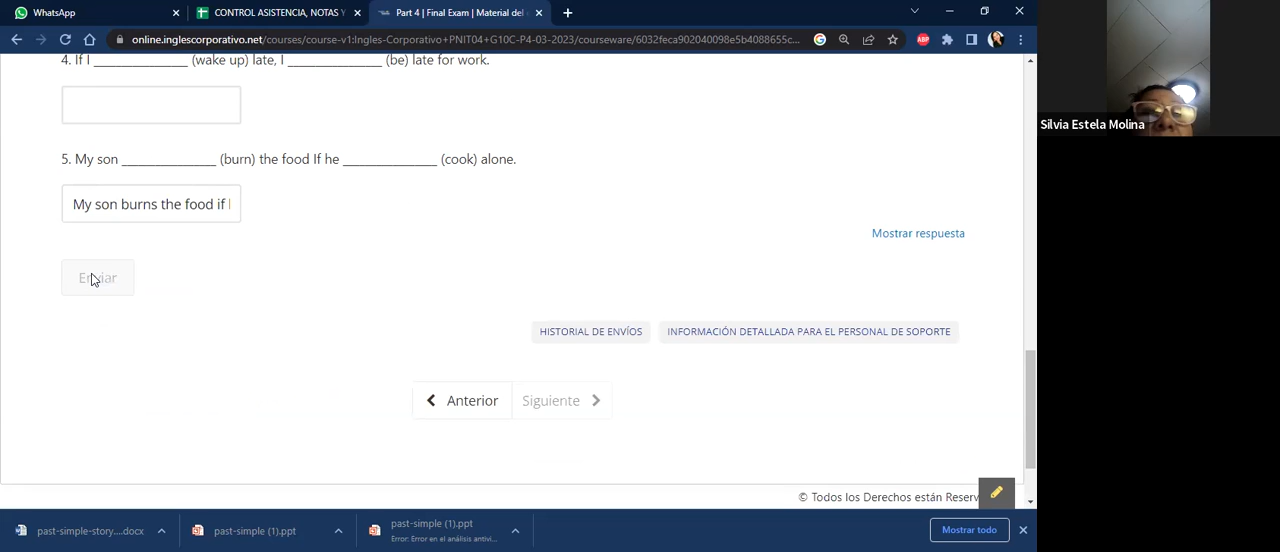 WhatsApp
CONTROL ASISTENCIA, NOTAS Y
Part 4 | Final Exam | Material del
online.inglescorporativo.net/courses/course-v1:Ingles-Corporativo+PNIT04+G10C-P4-03-2023/courseware/6032feca902040098e5b4088655c...
ABP
4. If I ______________ (wake up) late, I ______________ (be) late for work.
5. My son ______________ (burn) the food If he ______________ (cook) alone.
My son burns the food if
Mostrar respuesta
Enviar
HISTORIAL DE ENVÍOS
INFORMACIÓN DETALLADA PARA EL PERSONAL DE SOPORTE
Anterior
Siguiente
© Todos los Derechos están Reserv
past-simple-story....docx
past-simple (1).ppt
past-simple (1).ppt
Error: Error en el análisis antivi...
Mostrar todo
Silvia Estela Molina